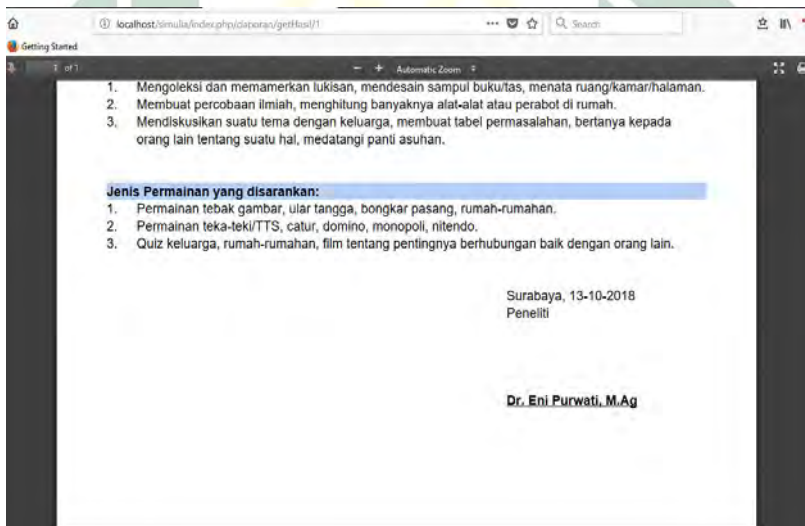 localhost/simulia/index.php/claporan/getHasil/1
Search
Getting Started
1 of 1
Automatic Zoom
1. Mengoleksi dan memamerkan lukisan, mendesain sampul buku/tas, menata ruang/kamar/halaman.
2. Membuat percobaan ilmiah, menghitung banyaknya alat-alat atau perabot di rumah.
3. Mendiskusikan suatu tema dengan keluarga, membuat tabel permasalahan, bertanya kepada
orang lain tentang suatu hal, medatangi panti asuhan.
Jenis Permainan yang disarankan:
1. Permainan tebak gambar, ular tangga, bongkar pasang, rumah-rumahan.
2. Permainan teka-teki/TTS, catur, domino, monopoli, nitendo.
3. Quiz keluarga, rumah-rumahan, film tentang pentingnya berhubungan baik dengan orang lain.
Surabaya, 13-10-2018
Peneliti
Dr. Eni Purwati, M.Ag